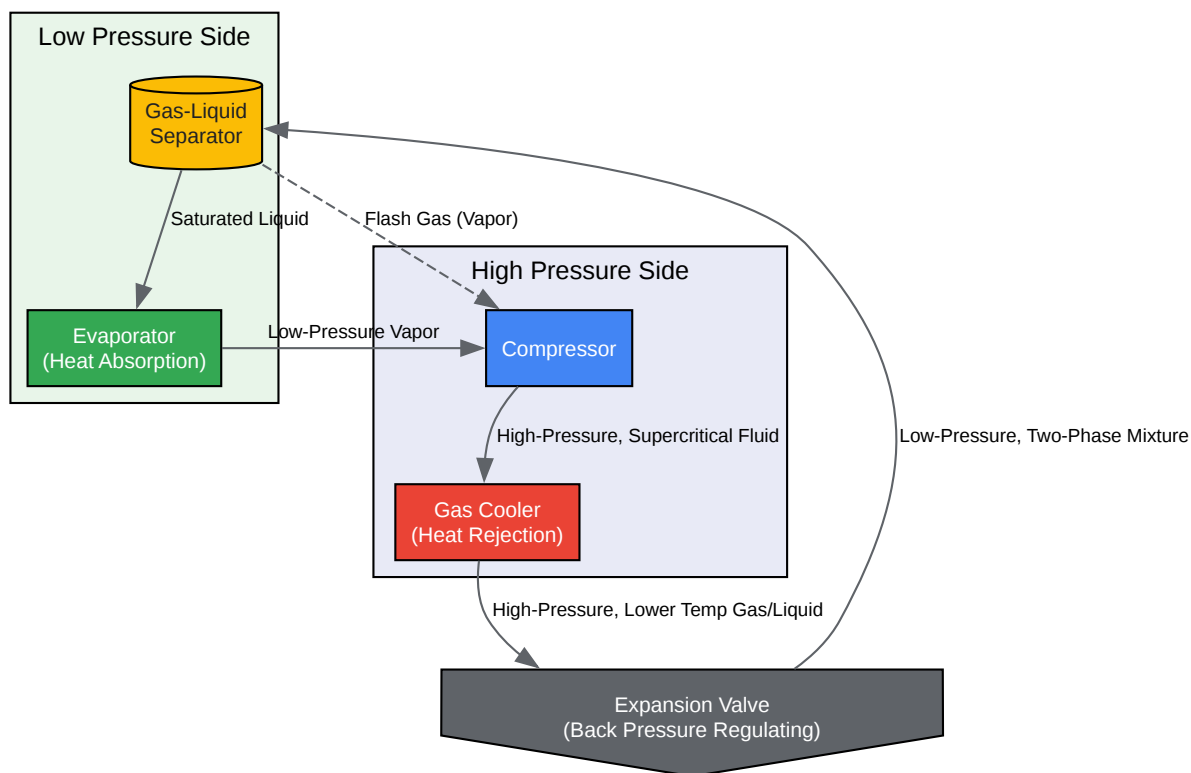 Low Pressure Side
Gas-Liquid
Separator
Saturated Liquid
Flash Gas (Vapor)
High Pressure Side
Evaporator
(Heat Absorption)
Low-Pressure Vapor
Compressor
High-Pressure, Supercritical Fluid
Low-Pressure, Two-Phase Mixture
Gas Cooler
(Heat Rejection)
High-Pressure, Lower Temp Gas/Liquid
Expansion Valve
(Back Pressure Regulating)